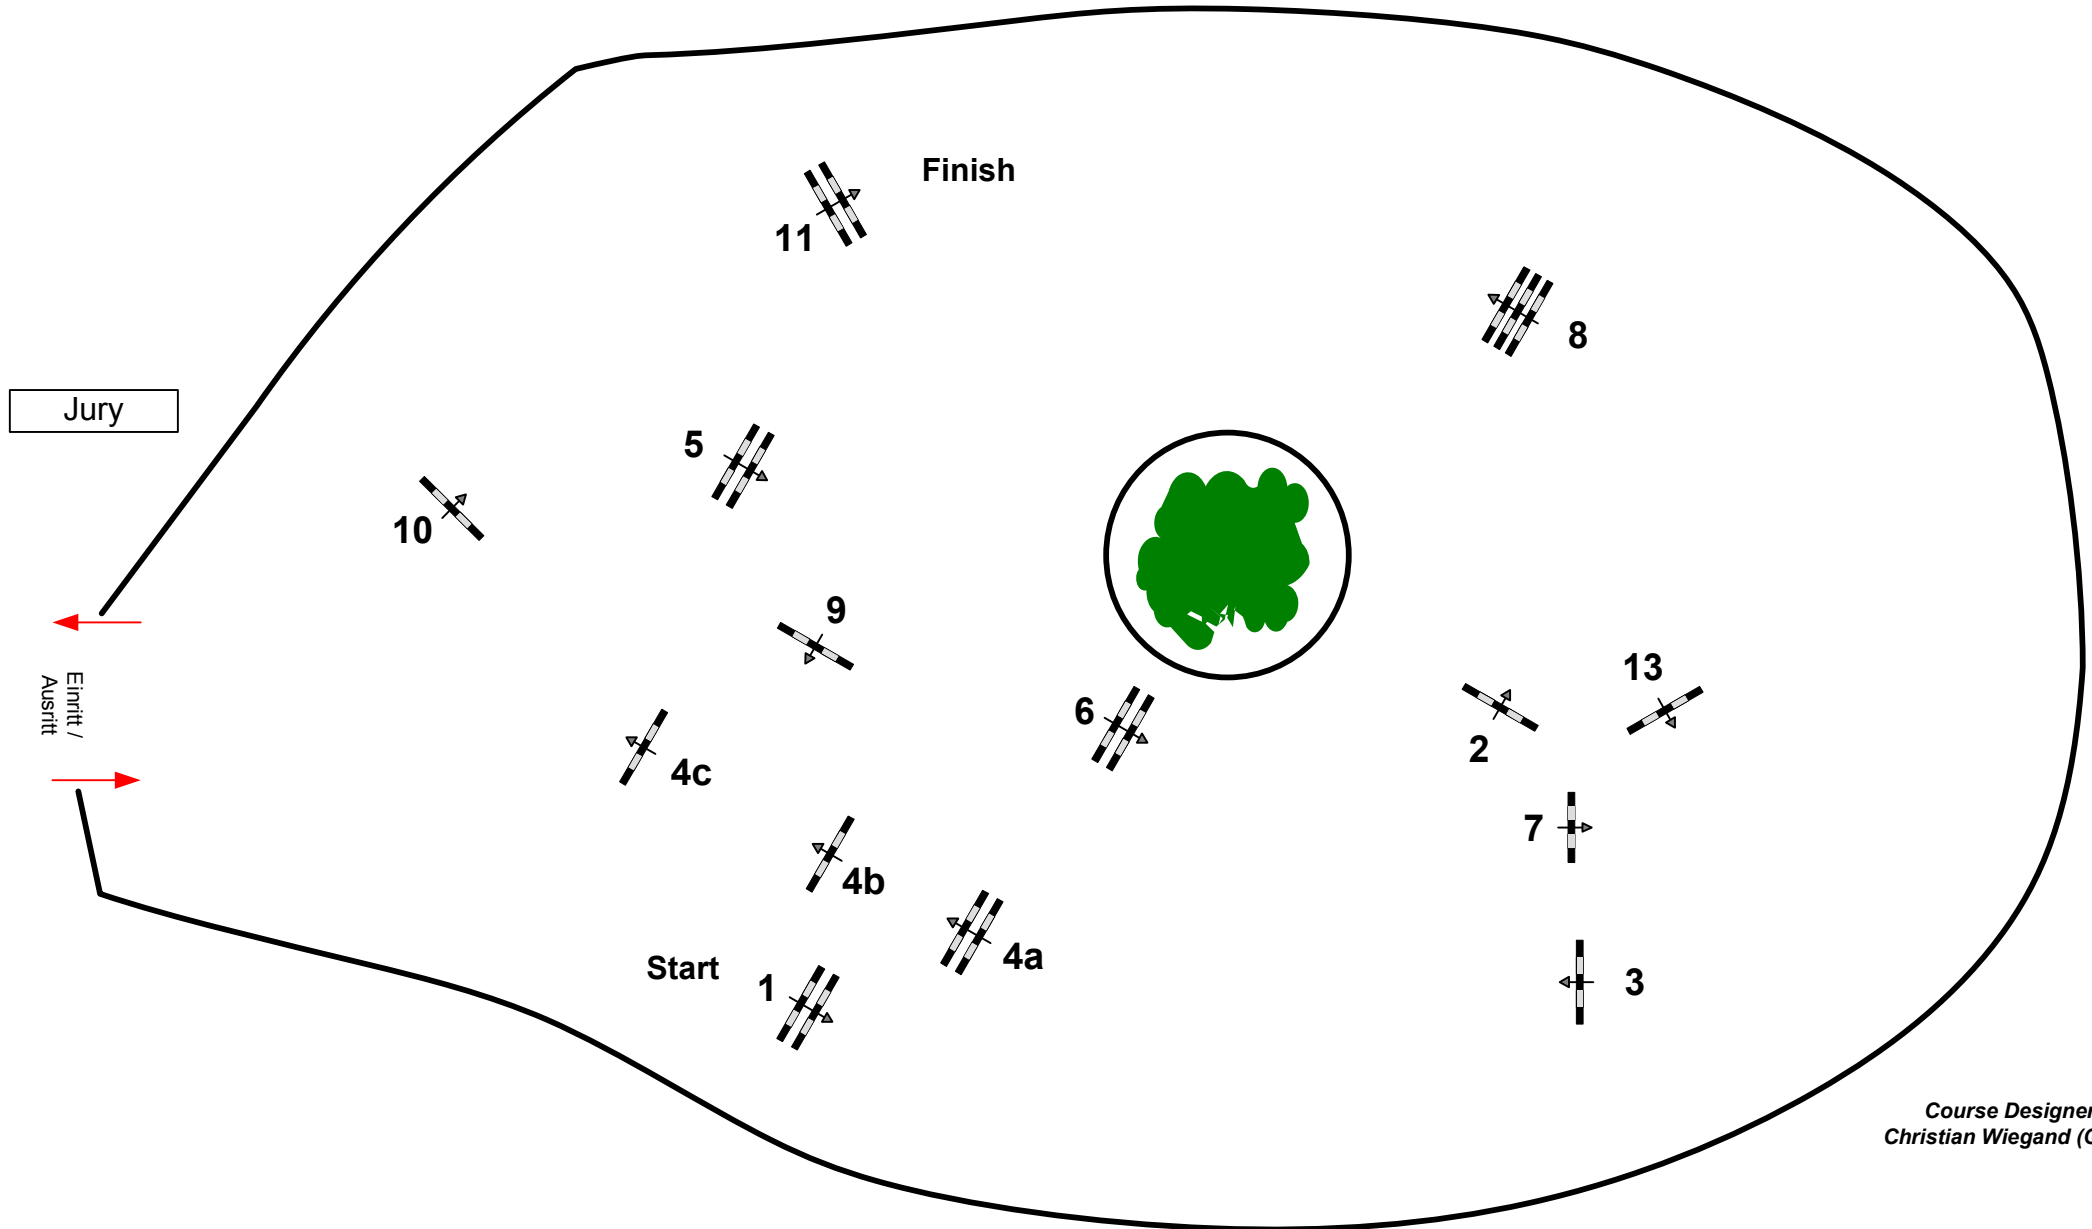 Finish
11
8
Jury
5
10
9
13
6
2
4c
7
4b
Start
4a
1
3
Einritt /
Ausritt
Course Designer
Christian Wiegand (